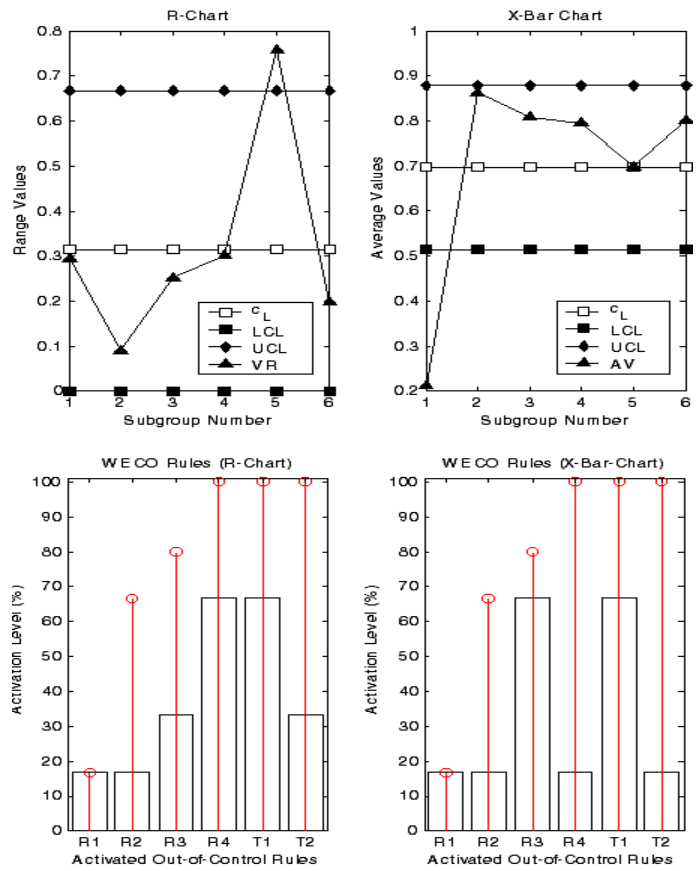 R-Chart
0.8
0.7
0.6
0.5
0.4
0.3
0.2
0.1
0
Range Values
CL
LCL
UCL
VR
1 2 3 4 5 6
Subgroup Number
X-Bar Chart
1
0.9
0.8
0.7
0.6
0.5
0.4
0.3
0.2
Average Values
CL
LCL
UCL
AV
1 2 3 4 5 6
Subgroup Number
WECO Rules (R-Chart)
100
90
80
70
60
50
40
30
20
10
0
Activation Level (%)
R1 R2 R3 R4 T1 T2
Activated Out-of-Control Rules
WECO Rules (X-Bar-Chart)
100
90
80
70
60
50
40
30
20
10
0
Activation Level (%)
R1 R2 R3 R4 T1 T2
Activated Out-of-Control Rules